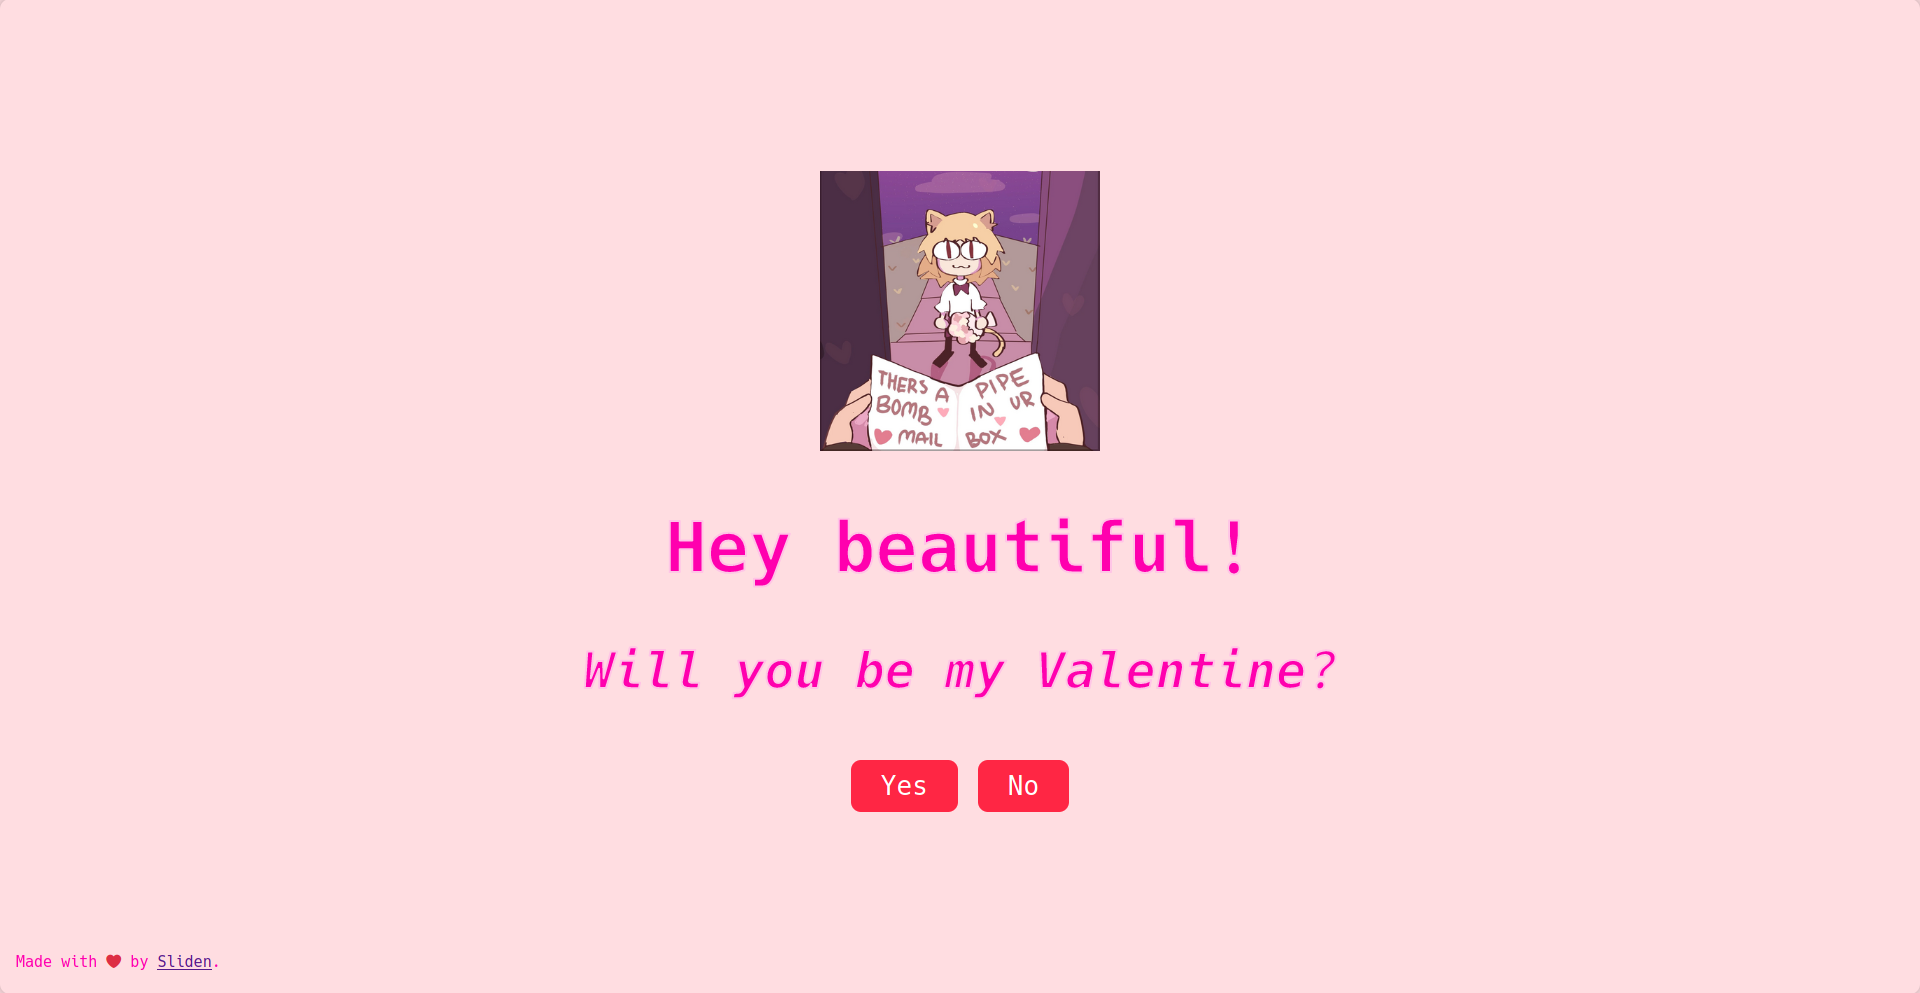 THERS A
BOMB
MAIL
PIPE
IN UR
BOX
Hey beautiful!
Will you be my Valentine?
Yes
No
Made with ❤ by Sliden.